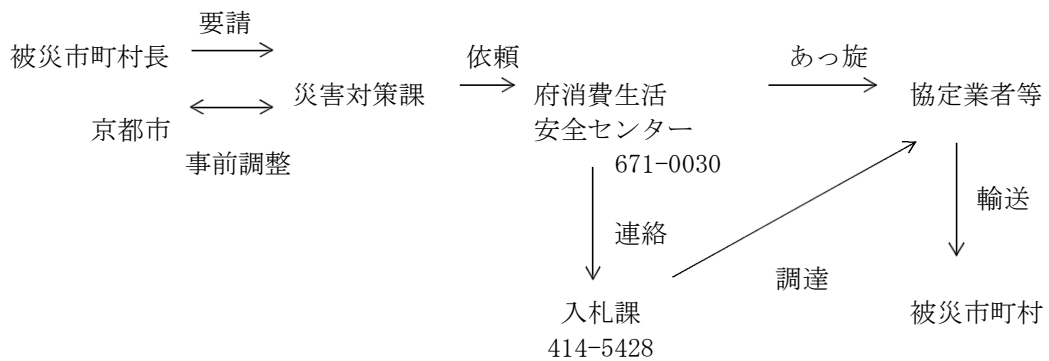 要請
被災市町村長
依頼
あっ旋
災害対策課
府消費生活
安全センター
協定業者等
京都市
事前調整
671-0030
輸送
連絡
調達
入札課
被災市町村
414-5428